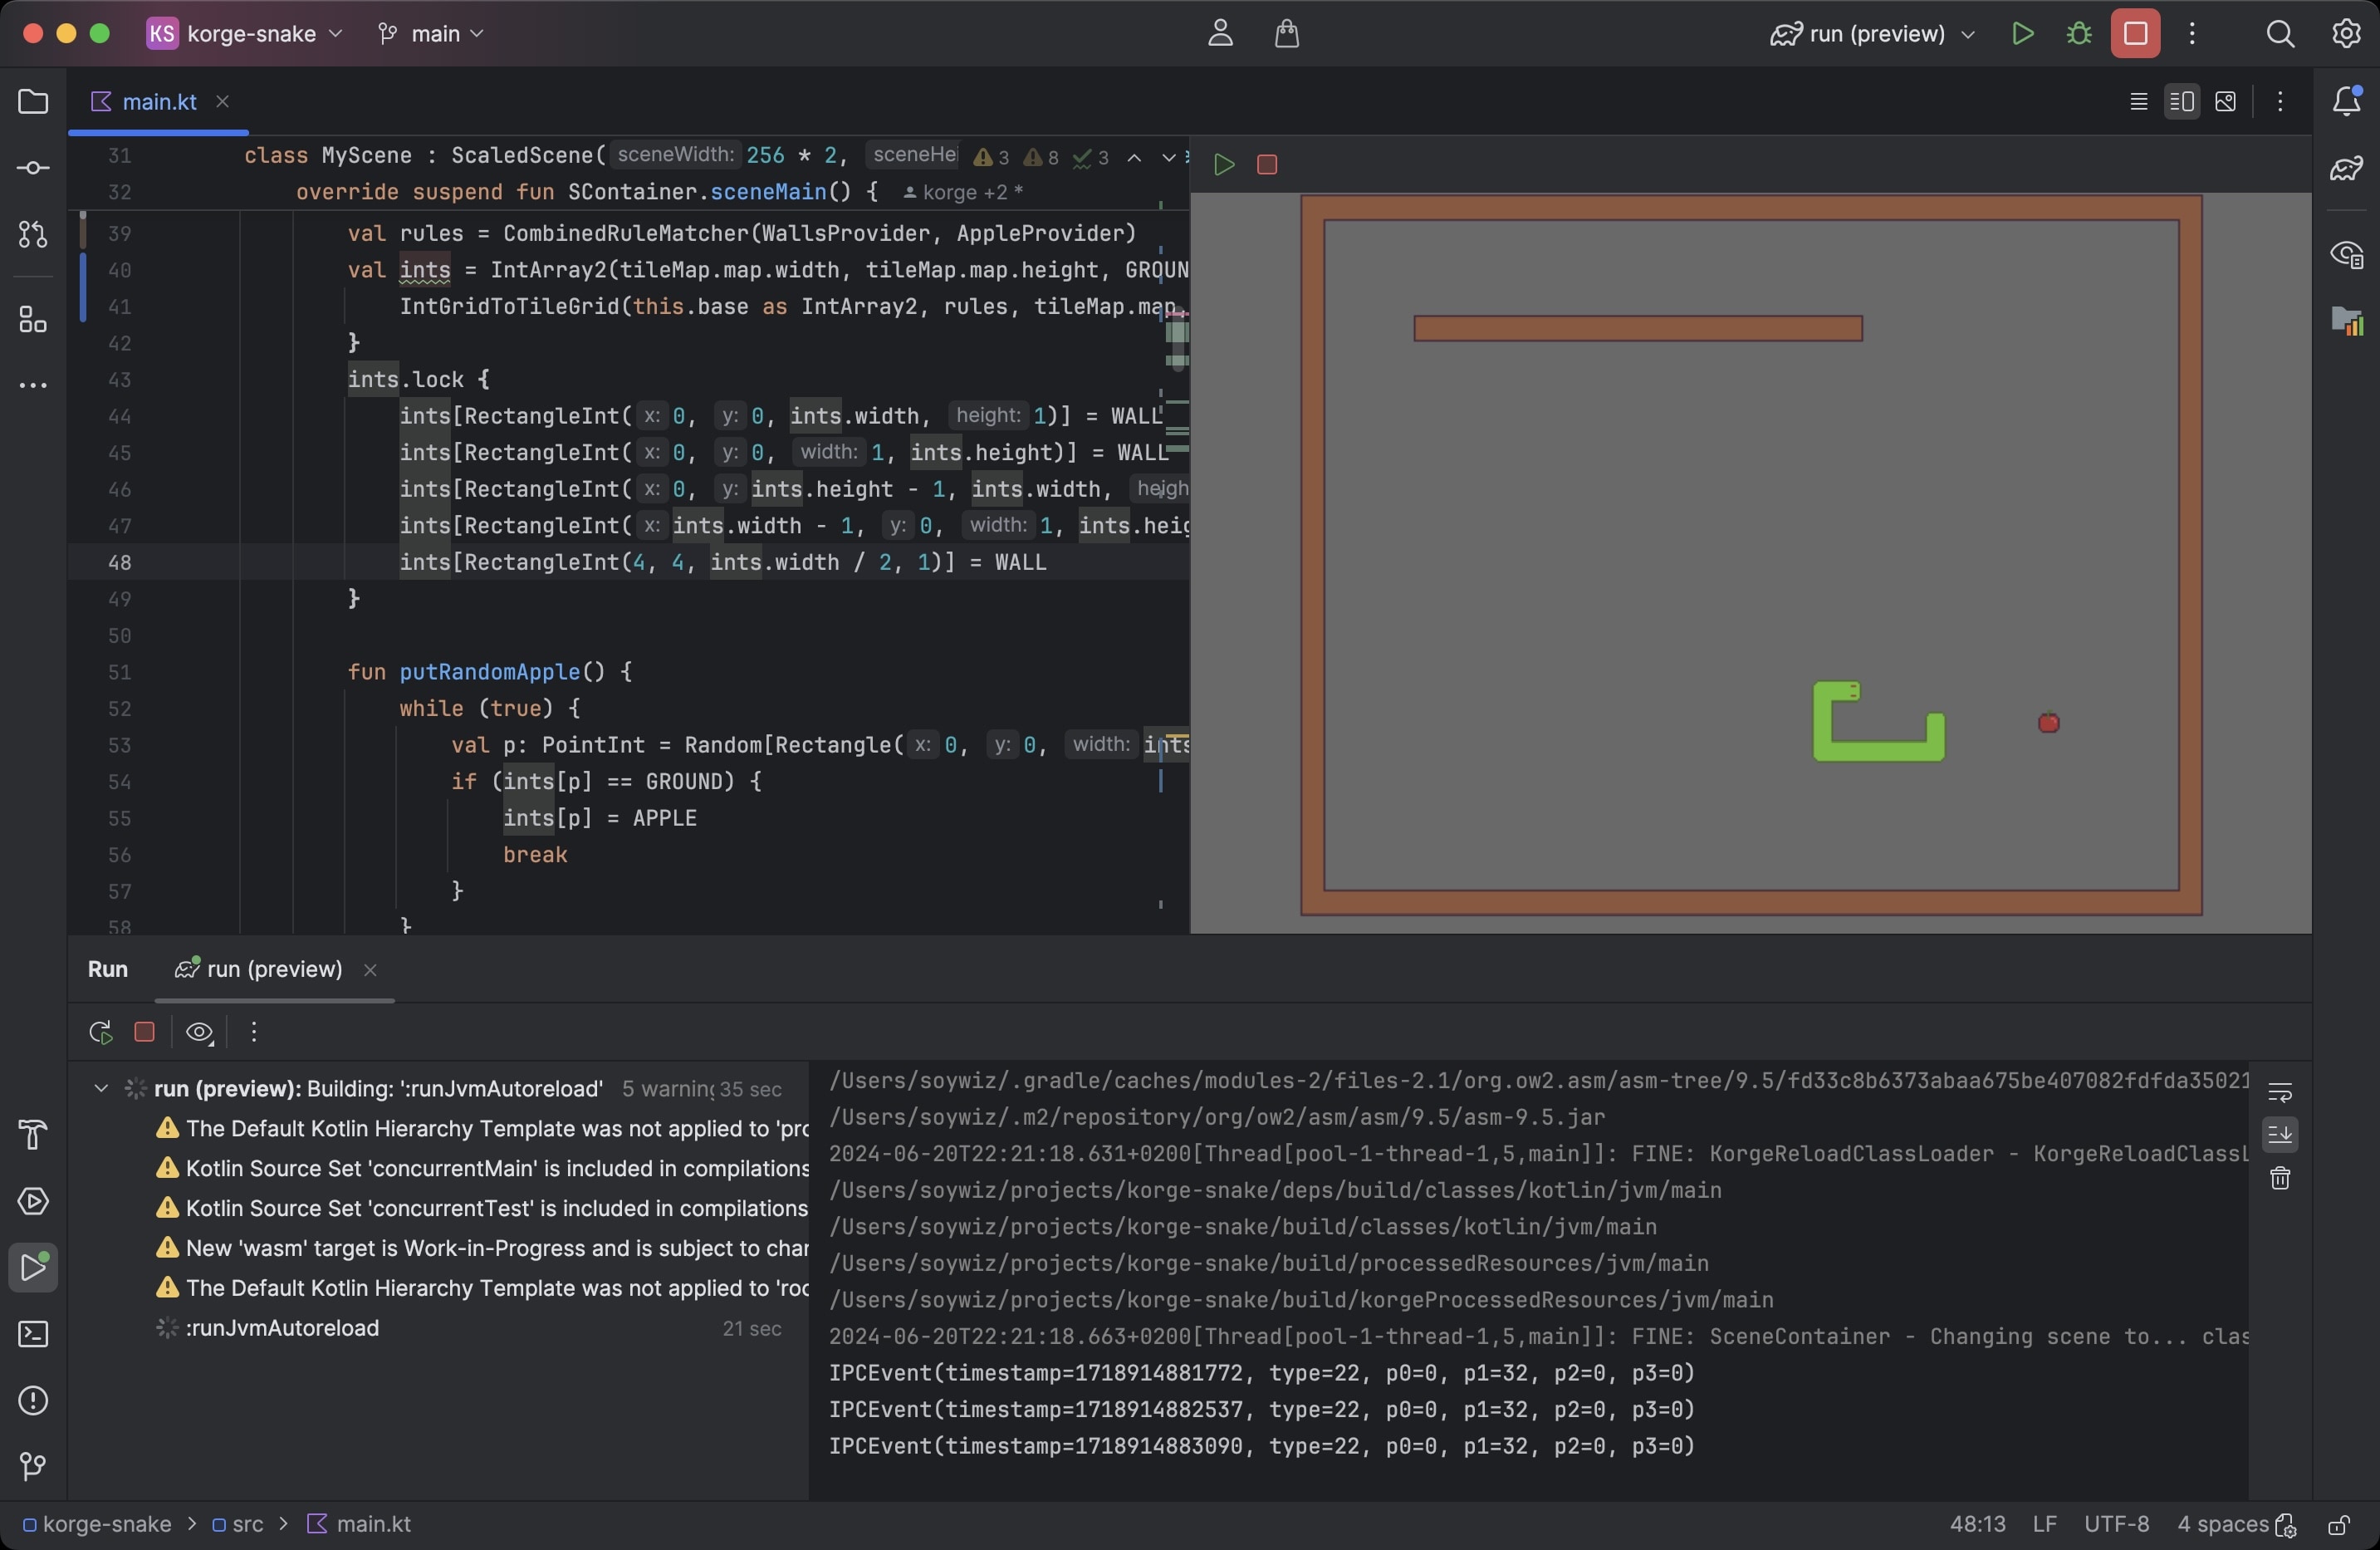 KS korge-snake main run (preview)
main.kt
31 class MyScene : ScaledScene( sceneWidth: 256 * 2, sceneHei 3 8 3
32 override suspend fun SContainer.sceneMain() { korge +2 *
39 val rules = CombinedRuleMatcher(WallsProvider, AppleProvider)
40 val ints = IntArray2(tileMap.map.width, tileMap.map.height, GROUN
41 IntGridToTileGrid(this.base as IntArray2, rules, tileMap.map,
42 }
43 ints.lock {
44 ints[RectangleInt( x: 0, y: 0, ints.width, height: 1)] = WALL
45 ints[RectangleInt( x: 0, y: 0, width: 1, ints.height)] = WALL
46 ints[RectangleInt( x: 0, y: ints.height - 1, ints.width, heigh
47 ints[RectangleInt( x: ints.width - 1, y: 0, width: 1, ints.heig
48 ints[RectangleInt(4, 4, ints.width / 2, 1)] = WALL
49 }
50
51 fun putRandomApple() {
52 while (true) {
53 val p: PointInt = Random[Rectangle( x: 0, y: 0, width: ints
54 if (ints[p] == GROUND) {
55 ints[p] = APPLE
56 break
57 }
58 }
Run run (preview)
run (preview): Building: ':runJvmAutoreload' 5 warning 35 sec
The Default Kotlin Hierarchy Template was not applied to 'pro
Kotlin Source Set 'concurrentMain' is included in compilations
Kotlin Source Set 'concurrentTest' is included in compilations
New 'wasm' target is Work-in-Progress and is subject to char
The Default Kotlin Hierarchy Template was not applied to 'roo
:runJvmAutoreload 21 sec
/Users/soywiz/.gradle/caches/modules-2/files-2.1/org.ow2.asm/asm-tree/9.5/fd33c8b6373abaa675be407082fdfda35021
/Users/soywiz/.m2/repository/org/ow2/asm/asm/9.5/asm-9.5.jar
2024-06-20T22:21:18.631+0200[Thread[pool-1-thread-1,5,main]]: FINE: KorgeReloadClassLoader - KorgeReloadClassL
/Users/soywiz/projects/korge-snake/deps/build/classes/kotlin/jvm/main
/Users/soywiz/projects/korge-snake/build/classes/kotlin/jvm/main
/Users/soywiz/projects/korge-snake/build/processedResources/jvm/main
/Users/soywiz/projects/korge-snake/build/korgeProcessedResources/jvm/main
2024-06-20T22:21:18.663+0200[Thread[pool-1-thread-1,5,main]]: FINE: SceneContainer - Changing scene to... clas
IPCEvent(timestamp=1718914881772, type=22, p0=0, p1=32, p2=0, p3=0)
IPCEvent(timestamp=1718914882537, type=22, p0=0, p1=32, p2=0, p3=0)
IPCEvent(timestamp=1718914883090, type=22, p0=0, p1=32, p2=0, p3=0)
korge-snake > src > main.kt 48:13 LF UTF-8 4 spaces